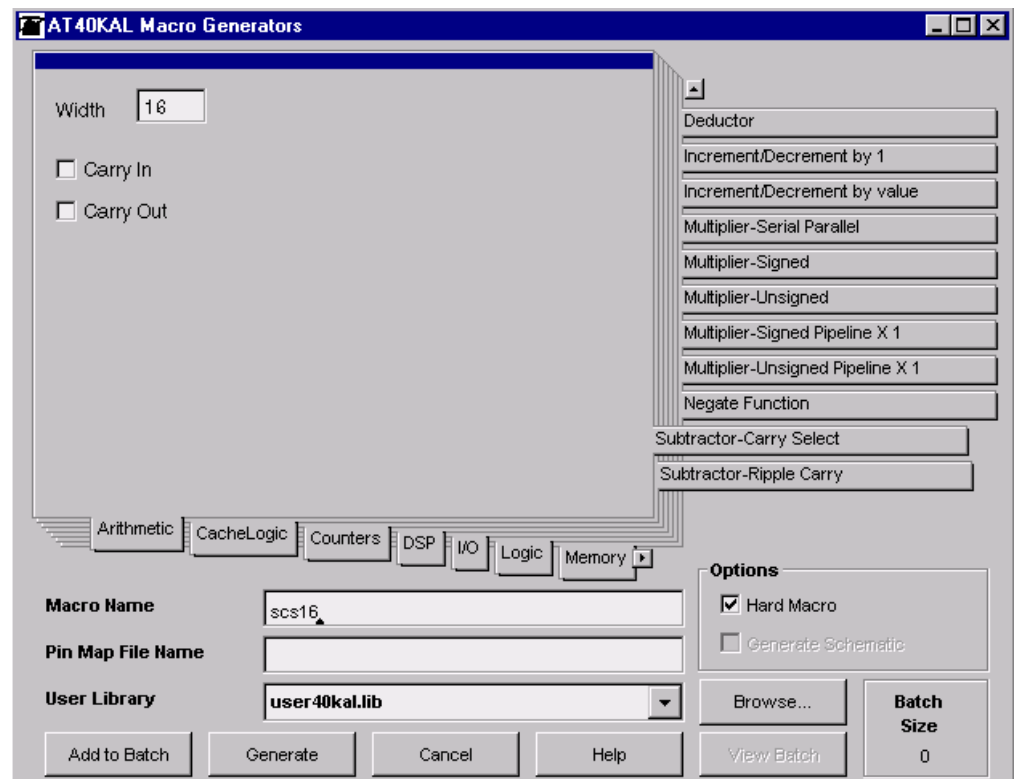 AT40KAL Macro Generators
Width 16
Carry In
Carry Out
Deductor
Increment/Decrement by 1
Increment/Decrement by value
Multiplier-Serial Parallel
Multiplier-Signed
Multiplier-Unsigned
Multiplier-Signed Pipeline X 1
Multiplier-Unsigned Pipeline X 1
Negate Function
Subtractor-Carry Select
Subtractor-Ripple Carry
Arithmetic CacheLogic Counters DSP I/O Logic Memory
Macro Name scs16
Pin Map File Name
User Library user40kal.lib
Options
Hard Macro
Generate Schematic
Browse...
View Batch
Batch
Size
0
Add to Batch Generate Cancel Help